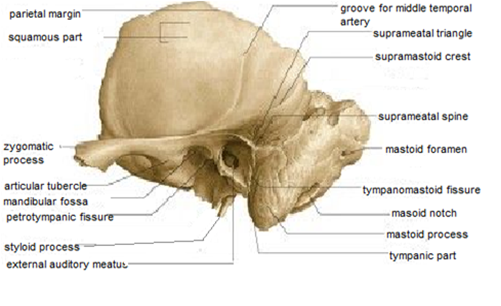 parietal margin
squamous part
zygomatic
process
articular tubercle
mandibular fossa
petrotympanic fissure
styloid process
external auditory meatus
groove for middle temporal
artery
suprameatal triangle
supramastoid crest
suprameatal spine
mastoid foramen
tympanomastoid fissure
masoid notch
mastoid process
tympanic part